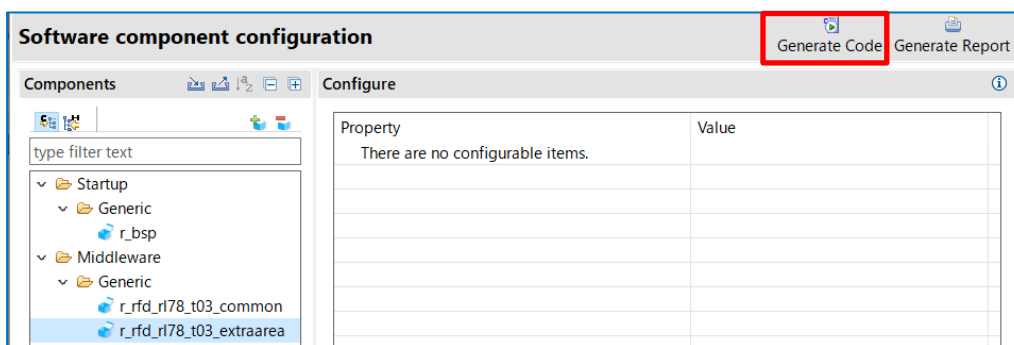 Software component configuration
Generate Code
Generate Report
Components
Configure
type filter text
Property
Value
There are no configurable items.
Startup
Generic
r_bsp
Middleware
Generic
r_rfd_rl78_t03_common
r_rfd_rl78_t03_extraarea